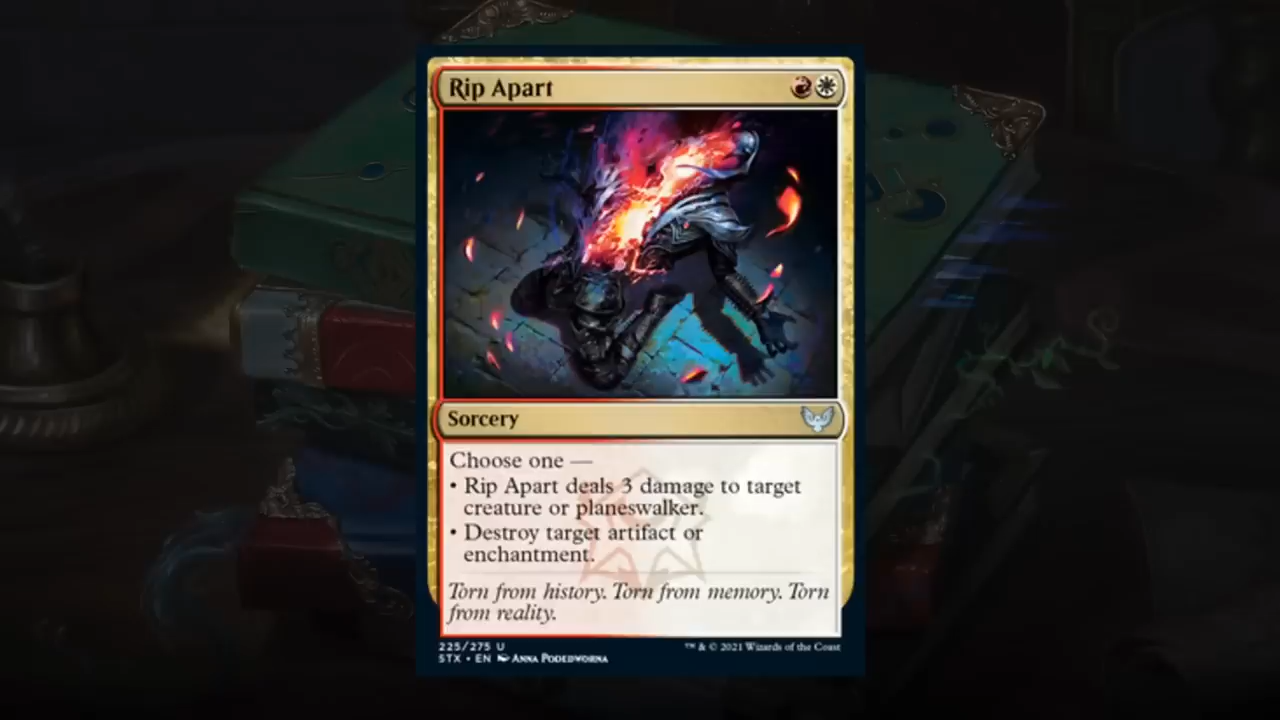 Rip Apart
Sorcery
Choose one —
• Rip Apart deals 3 damage to target
creature or planeswalker.
• Destroy target artifact or
enchantment.
Torn from history. Torn from memory. Torn
from reality.
225/275 U
STX • EN Anna Podedworna
™ & © 2021 Wizards of the Coast